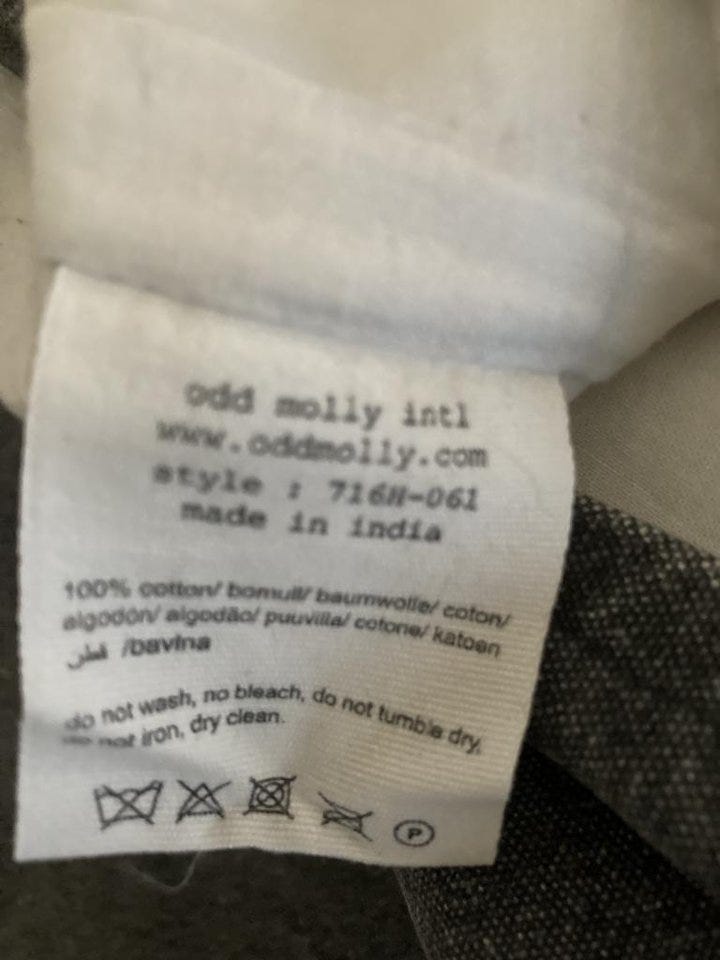 odd molly intl
www.oddmolly.com
style : 716H-061
made in india
100% cotton/ bomull/ baumwolle/ coton/
algodón/ algodão/ puuvilla/ cotone/ katoen
قطن /bavlna
do not wash, no bleach, do not tumble dry,
do not iron, dry clean.
P